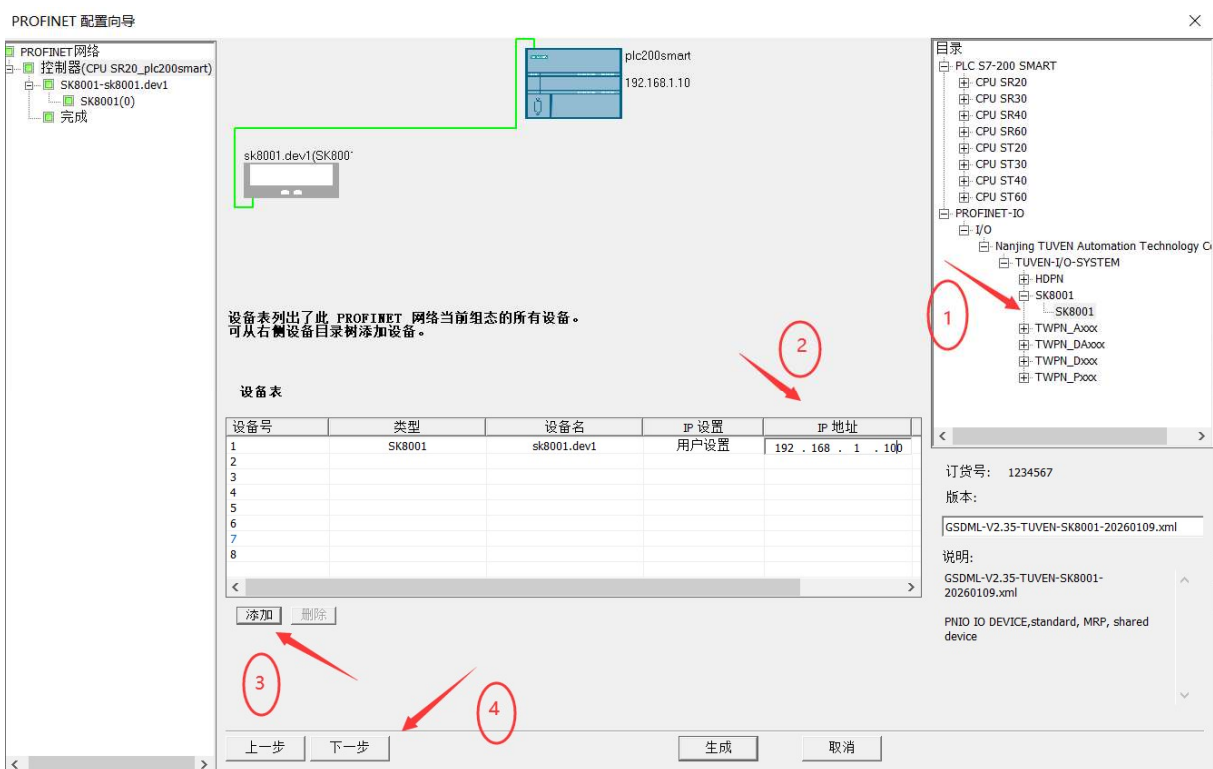 PROFINET 配置向导
PROFINET网络
控制器(CPU SR20_plc200smart)
SK8001-sk8001.dev1
SK8001(0)
完成
plc200smart
192.168.1.10
sk8001.dev1(SK800
设备表列出了此 PROFINET 网络当前组态的所有设备。
可从右侧设备目录树添加设备。
设备表
设备号 类型 设备名 IP 设置 IP 地址
1 SK8001 sk8001.dev1 用户设置 192 . 168 . 1 . 100
2
3
4
5
6
7
8
添加 删除
上一步 下一步 生成 取消
目录
PLC S7-200 SMART
CPU SR20
CPU SR30
CPU SR40
CPU SR60
CPU ST20
CPU ST30
CPU ST40
CPU ST60
PROFINET-IO
I/O
Nanjing TUVEN Automation Technology C
TUVEN-I/O-SYSTEM
HDPN
SK8001
SK8001
TWPN_Axxx
TWPN_DAxxx
TWPN_Dxxx
TWPN_Pxxx
订货号: 1234567
版本:
GSDML-V2.35-TUVEN-SK8001-20260109.xml
说明:
GSDML-V2.35-TUVEN-SK8001-
20260109.xml
PNIO IO DEVICE,standard, MRP, shared
device
1
2
3
4